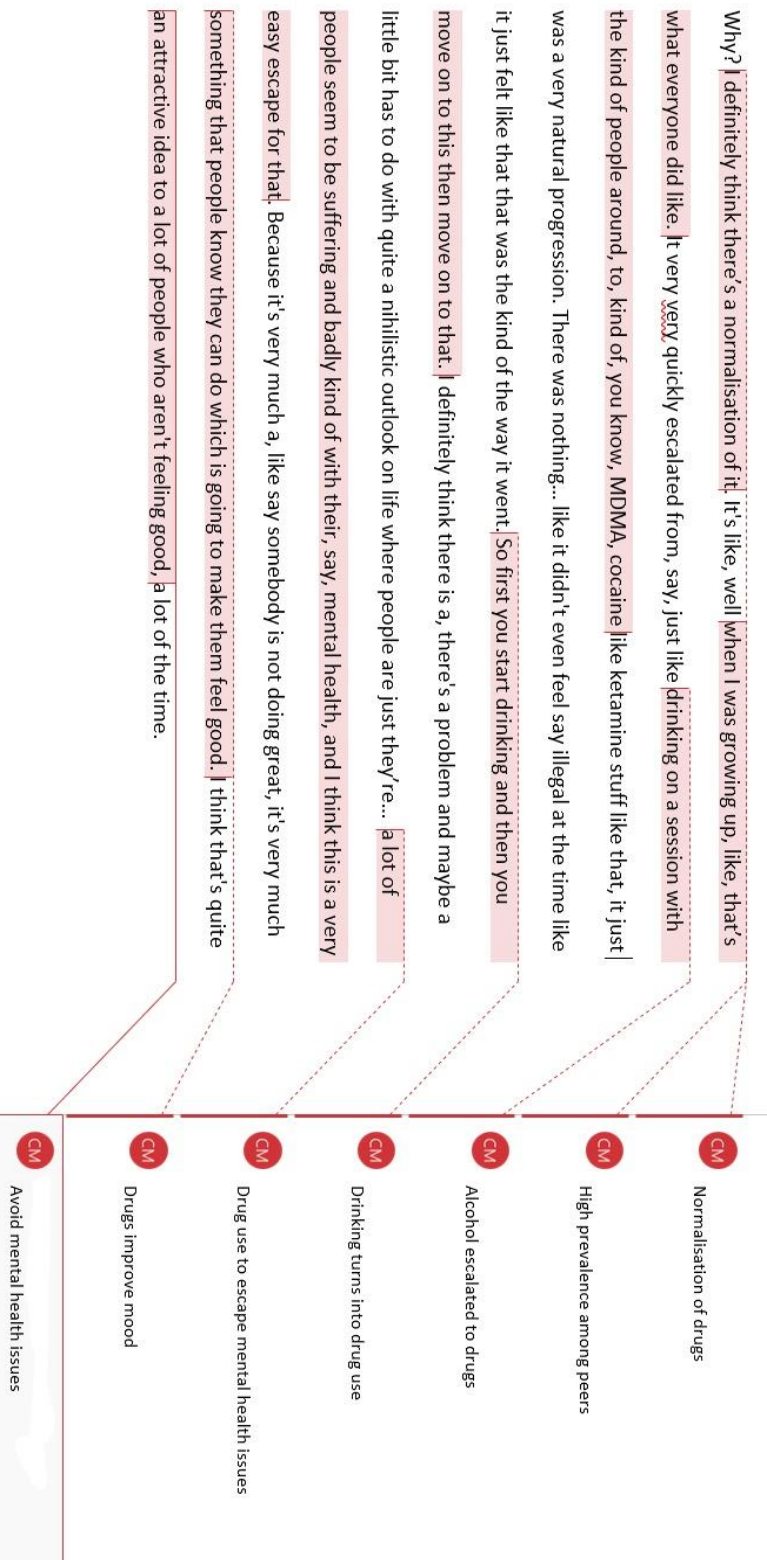 Why? I definitely think there's a normalisation of it. It's like, well when I was growing up, like, that's
what everyone did like. It very very quickly escalated from, say, just like drinking on a session with
the kind of people around, to, kind of, you know, MDMA, cocaine like ketamine stuff like that, it just
was a very natural progression. There was nothing... like it didn't even feel say illegal at the time like
it just felt like that that was the kind of the way it went. So first you start drinking and then you
move on to this then move on to that. I definitely think there is a, there's a problem and maybe a
little bit has to do with quite a nihilistic outlook on life where people are just they're... a lot of
people seem to be suffering and badly kind of with their, say, mental health, and I think this is a very
easy escape for that. Because it's very much a, like say somebody is not doing great, it's very much
something that people know they can do which is going to make them feel good. I think that's quite
an attractive idea to a lot of people who aren't feeling good, a lot of the time.
CM
Normalisation of drugs
CM
High prevalence among peers
CM
Alcohol escalated to drugs
CM
Drinking turns into drug use
CM
Drug use to escape mental health issues
CM
Drugs improve mood
CM
Avoid mental health issues